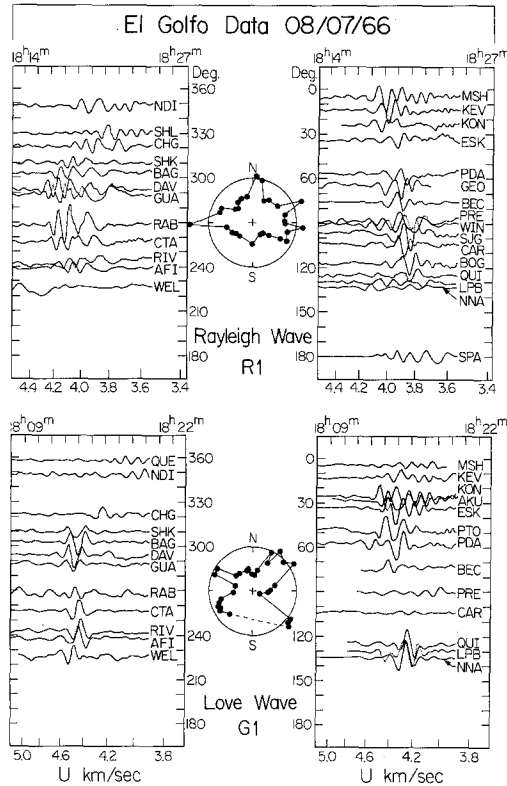 El Golfo Data 08/07/66
18ʰ14ᵐ 18ʰ27ᵐ
Deg.
360
330
300
270
240
210
180
NDI
SHL
CHG
SHK
BAG
DAV
GUA
RAB
CTA
RIV
AFI
WEL
4.4 4.2 4.0 3.8 3.6 3.4
N
S
Rayleigh Wave
R1
18ʰ14ᵐ 18ʰ27ᵐ
Deg.
0
30
60
90
120
150
180
MSH
KEV
KON
ESK
PDA
GEO
BEC
PRE
WIN
SJG
CAR
BOG
QUI
LPB
NNA
SPA
4.4 4.2 4.0 3.8 3.6 3.4
18ʰ09ᵐ 18ʰ22ᵐ
360
330
300
270
240
210
180
QUE
NDI
CHG
SHK
BAG
DAV
GUA
RAB
CTA
RIV
AFI
WEL
5.0 4.6 4.2 3.8
U km/sec
N
S
Love Wave
G1
18ʰ09ᵐ 18ʰ22ᵐ
0
30
60
90
120
150
180
MSH
KEV
KON
AKU
ESK
PTO
PDA
BEC
PRE
CAR
QUI
LPB
NNA
5.0 4.6 4.2 3.8
U km/sec